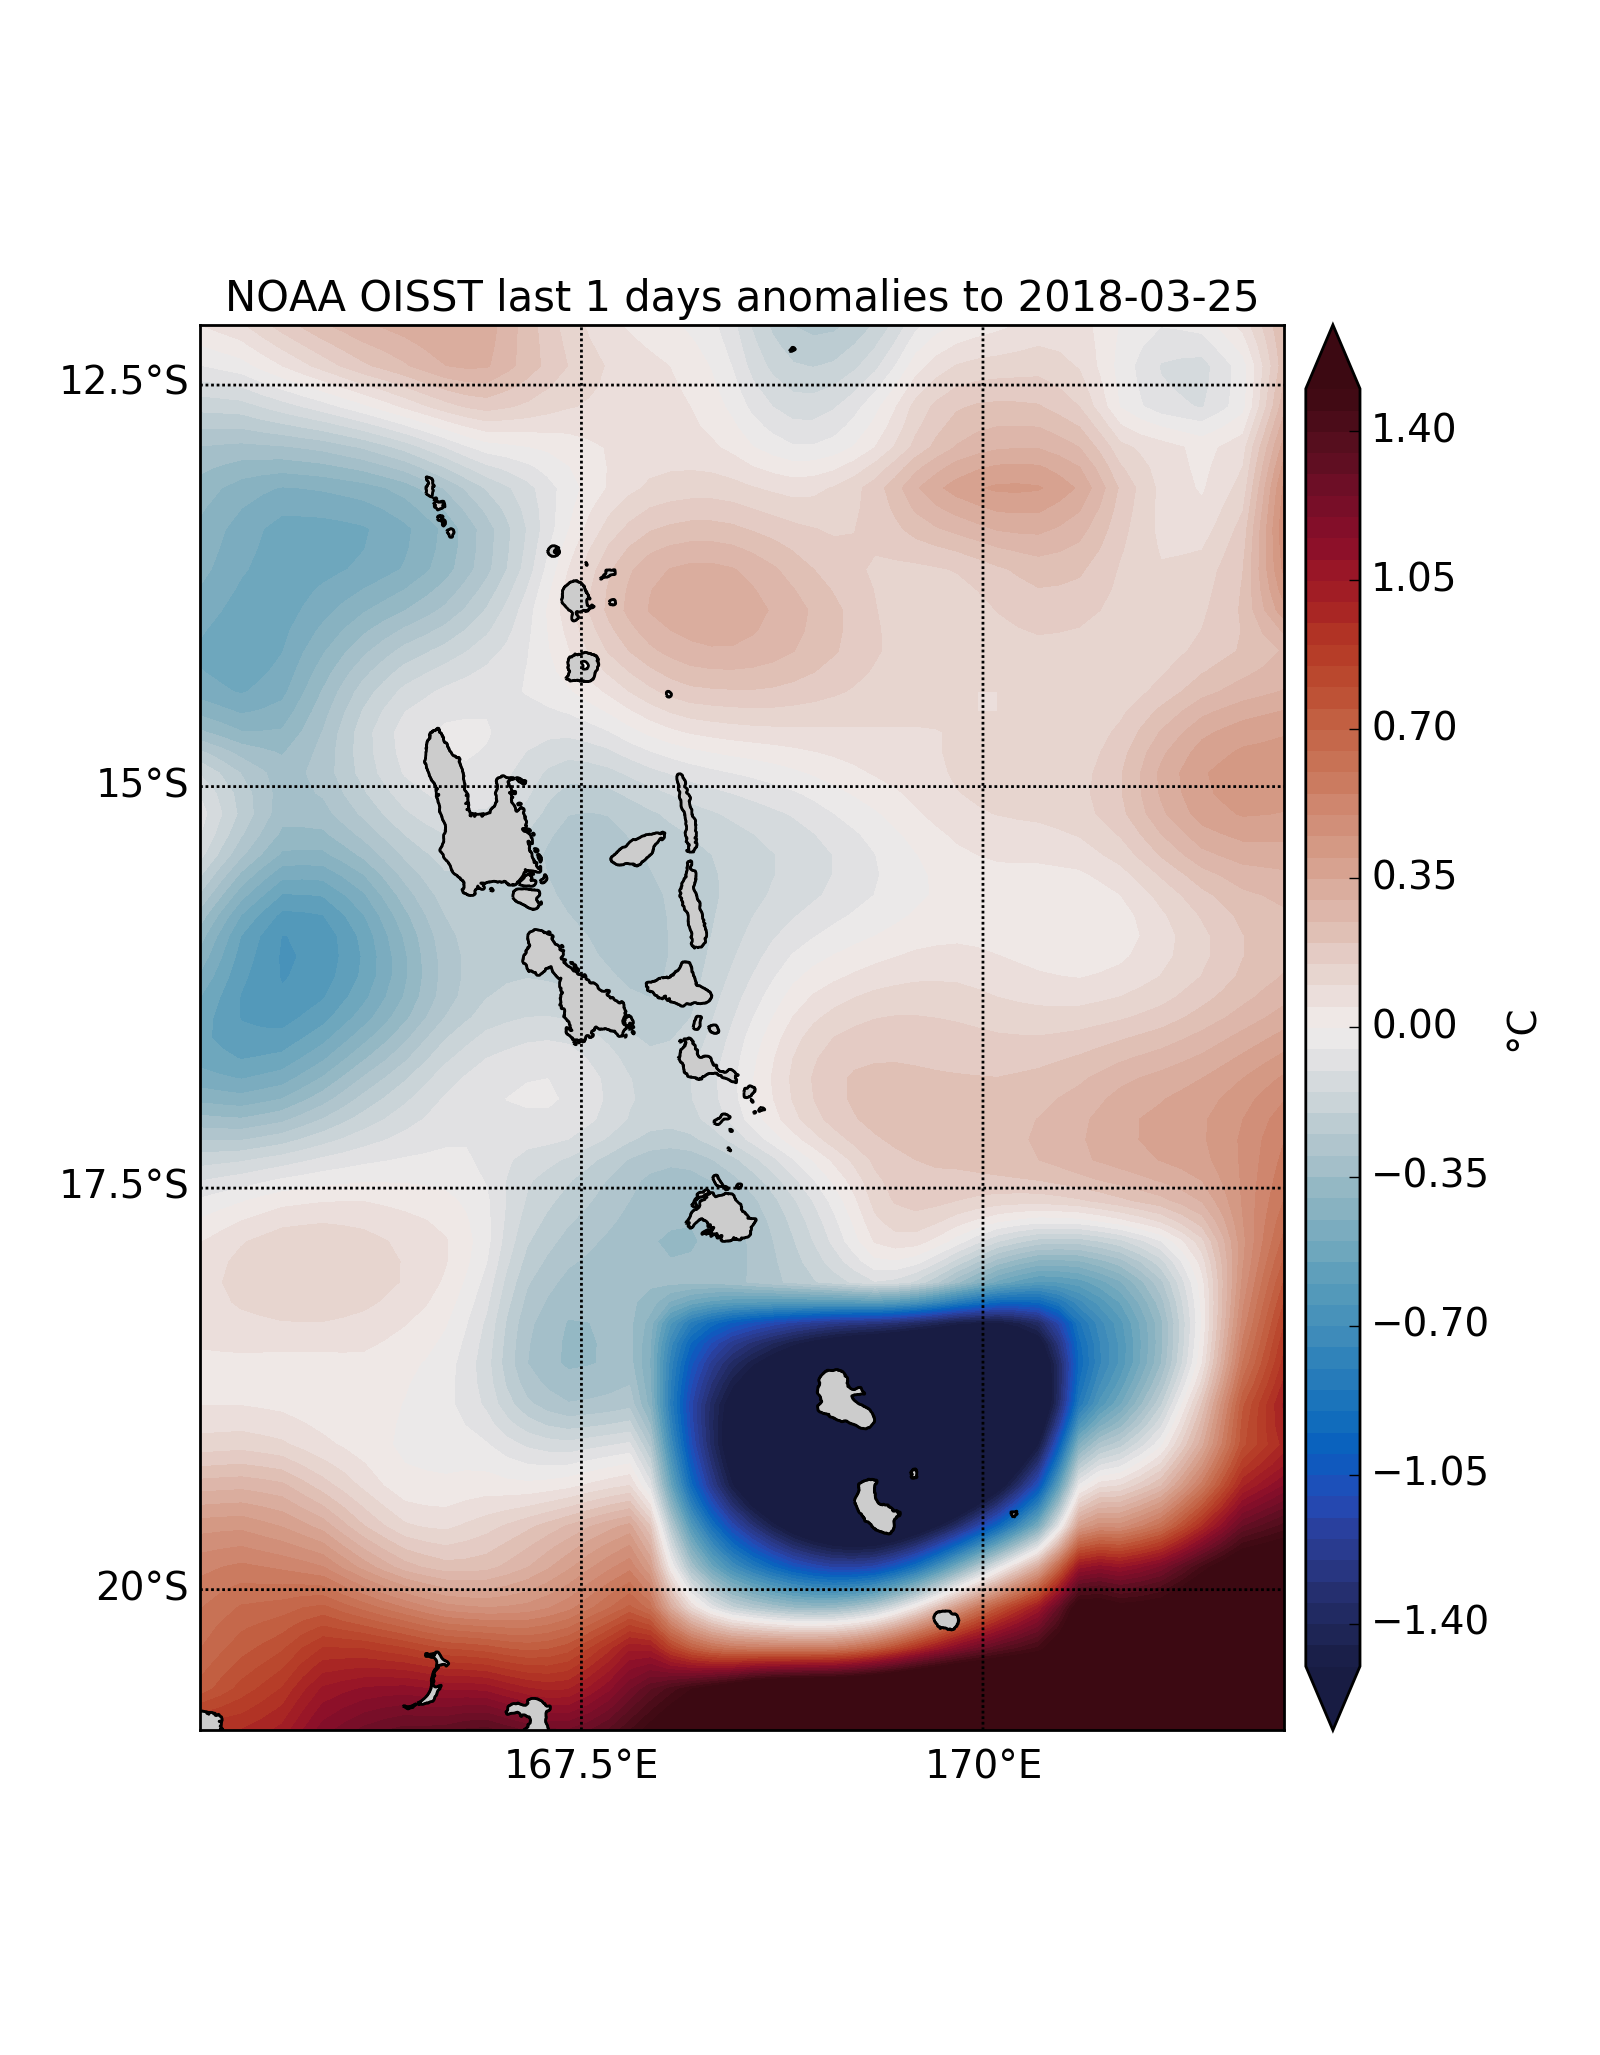 NOAA OISST last 1 days anomalies to 2018-03-25
12.5°S
15°S
17.5°S
20°S
167.5°E
170°E
1.40
1.05
0.70
0.35
0.00
−0.35
−0.70
−1.05
−1.40
°C